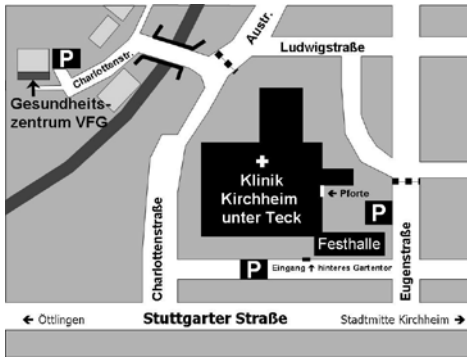 Austr.
Ludwigstraße
P
Charlottenstr.
Gesundheits-
zentrum VFG
Klinik
Kirchheim
unter Teck
← Pforte
P
Festhalle
Charlottenstraße
Eugenstraße
P
Eingang ↑ hinteres Gartentor
← Ötlingen
Stuttgarter Straße
Stadtmitte Kirchheim →